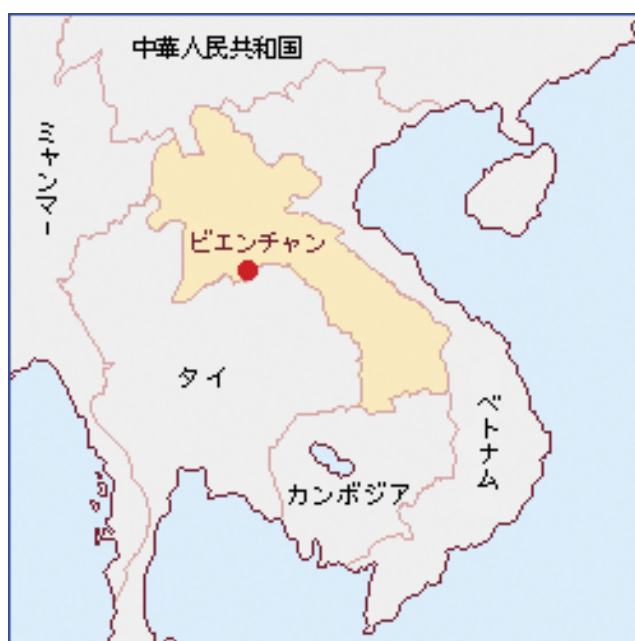 中華人民共和国
ミャンマー
ビエンチャン
タイ
ベトナム
カンボジア